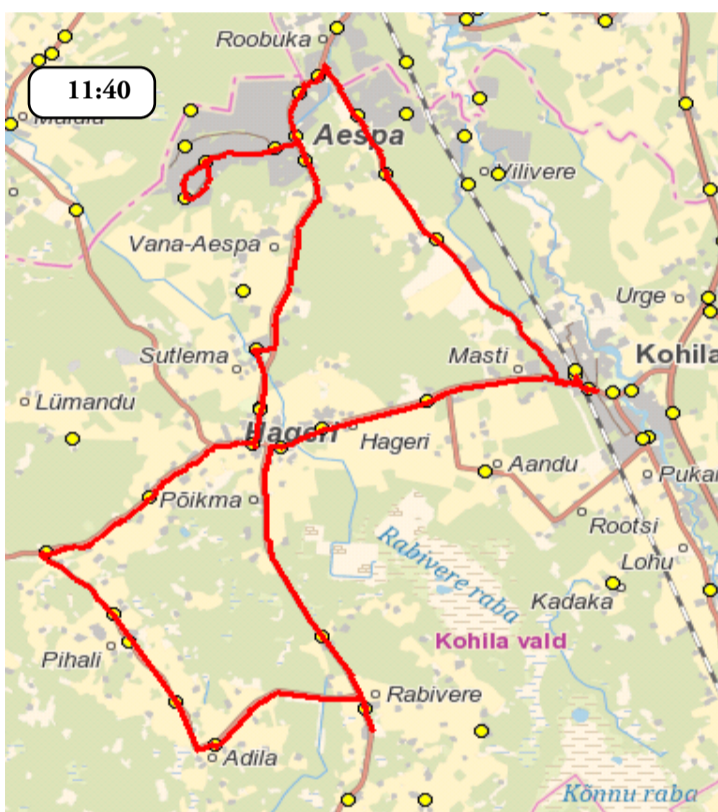 Roobuka
11:40
Maidla
Aespa
Vilivere
Vana-Aespa
Urge
Sutlema
Masti
Kohila
Lümandu
Hageri
Hageri
Aandu
Pukal
Põikma
Rootsi
Rabivere raba
Lohu
Kadaka
Kohila vald
Pihali
Rabivere
Adila
Kõnnu raba